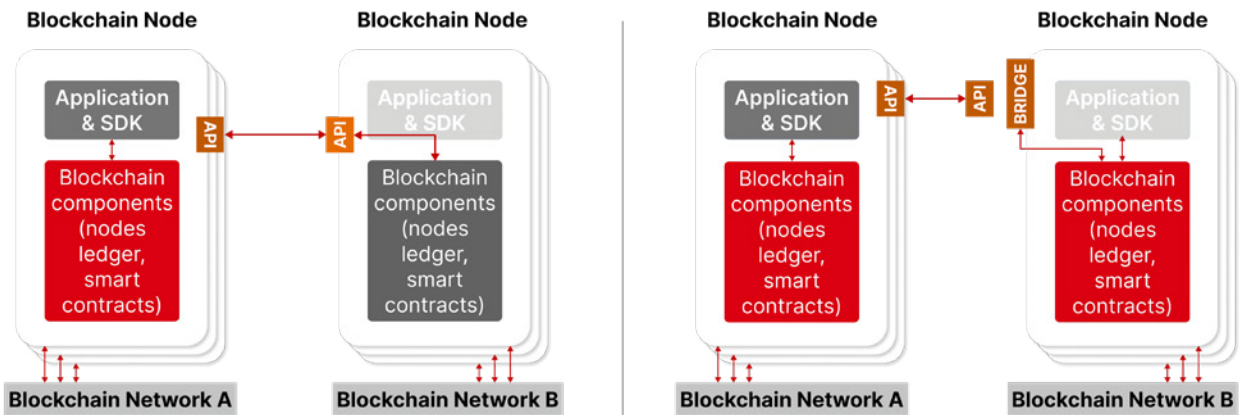 Blockchain Node
Application
& SDK
API
Blockchain
components
(nodes
ledger,
smart
contracts)
Blockchain Network A
Blockchain Node
API
Application
& SDK
Blockchain
components
(nodes
ledger,
smart
contracts)
Blockchain Network B
Blockchain Node
Application
& SDK
API
Blockchain
components
(nodes
ledger,
smart
contracts)
Blockchain Network A
Blockchain Node
API
BRIDGE
Application
& SDK
Blockchain
components
(nodes
ledger,
smart
contracts)
Blockchain Network B